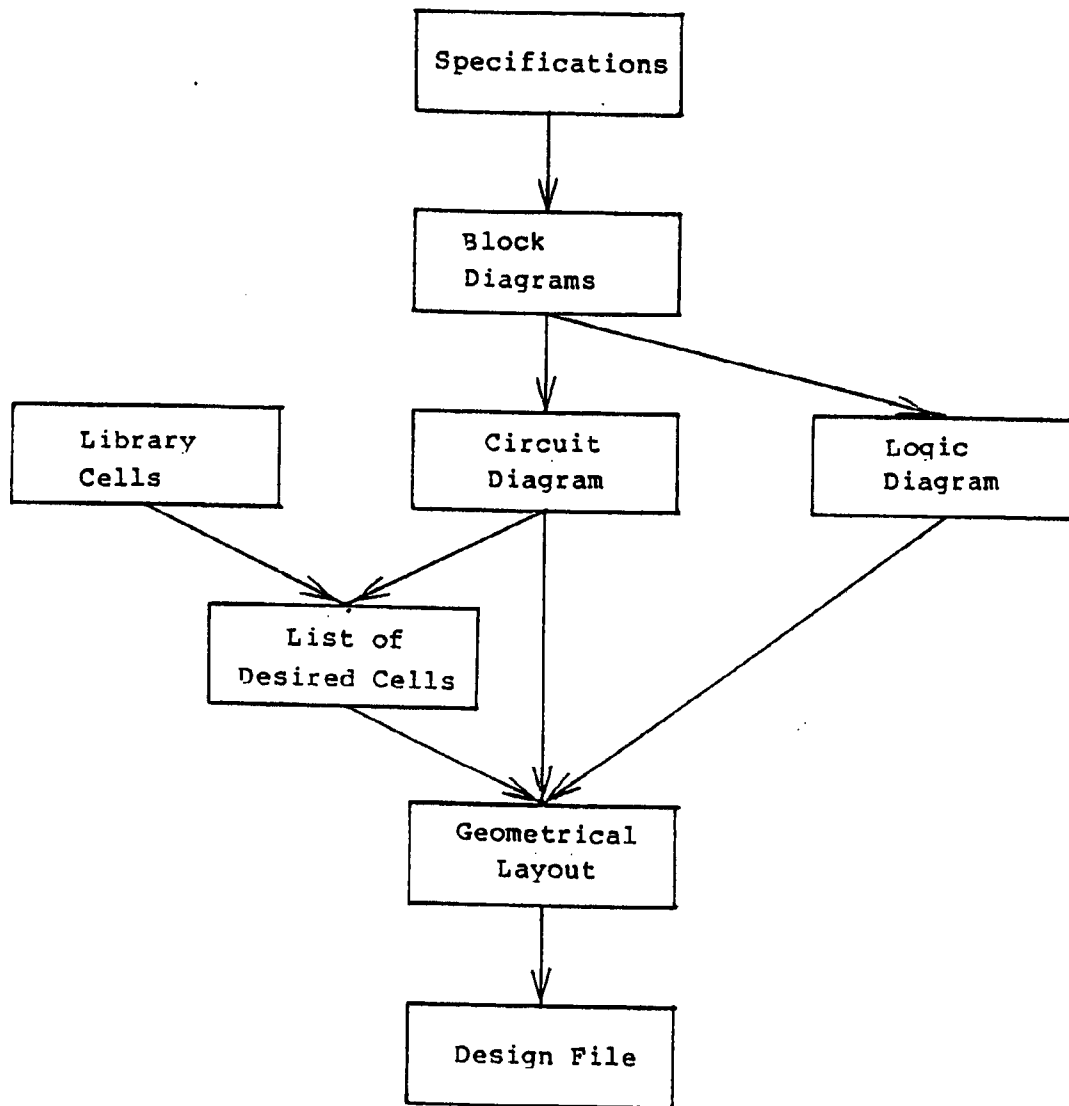 Specifications
Block
Diagrams
Library
Cells
Circuit
Diagram
Logic
Diagram
List of
Desired Cells
Geometrical
Layout
Design File